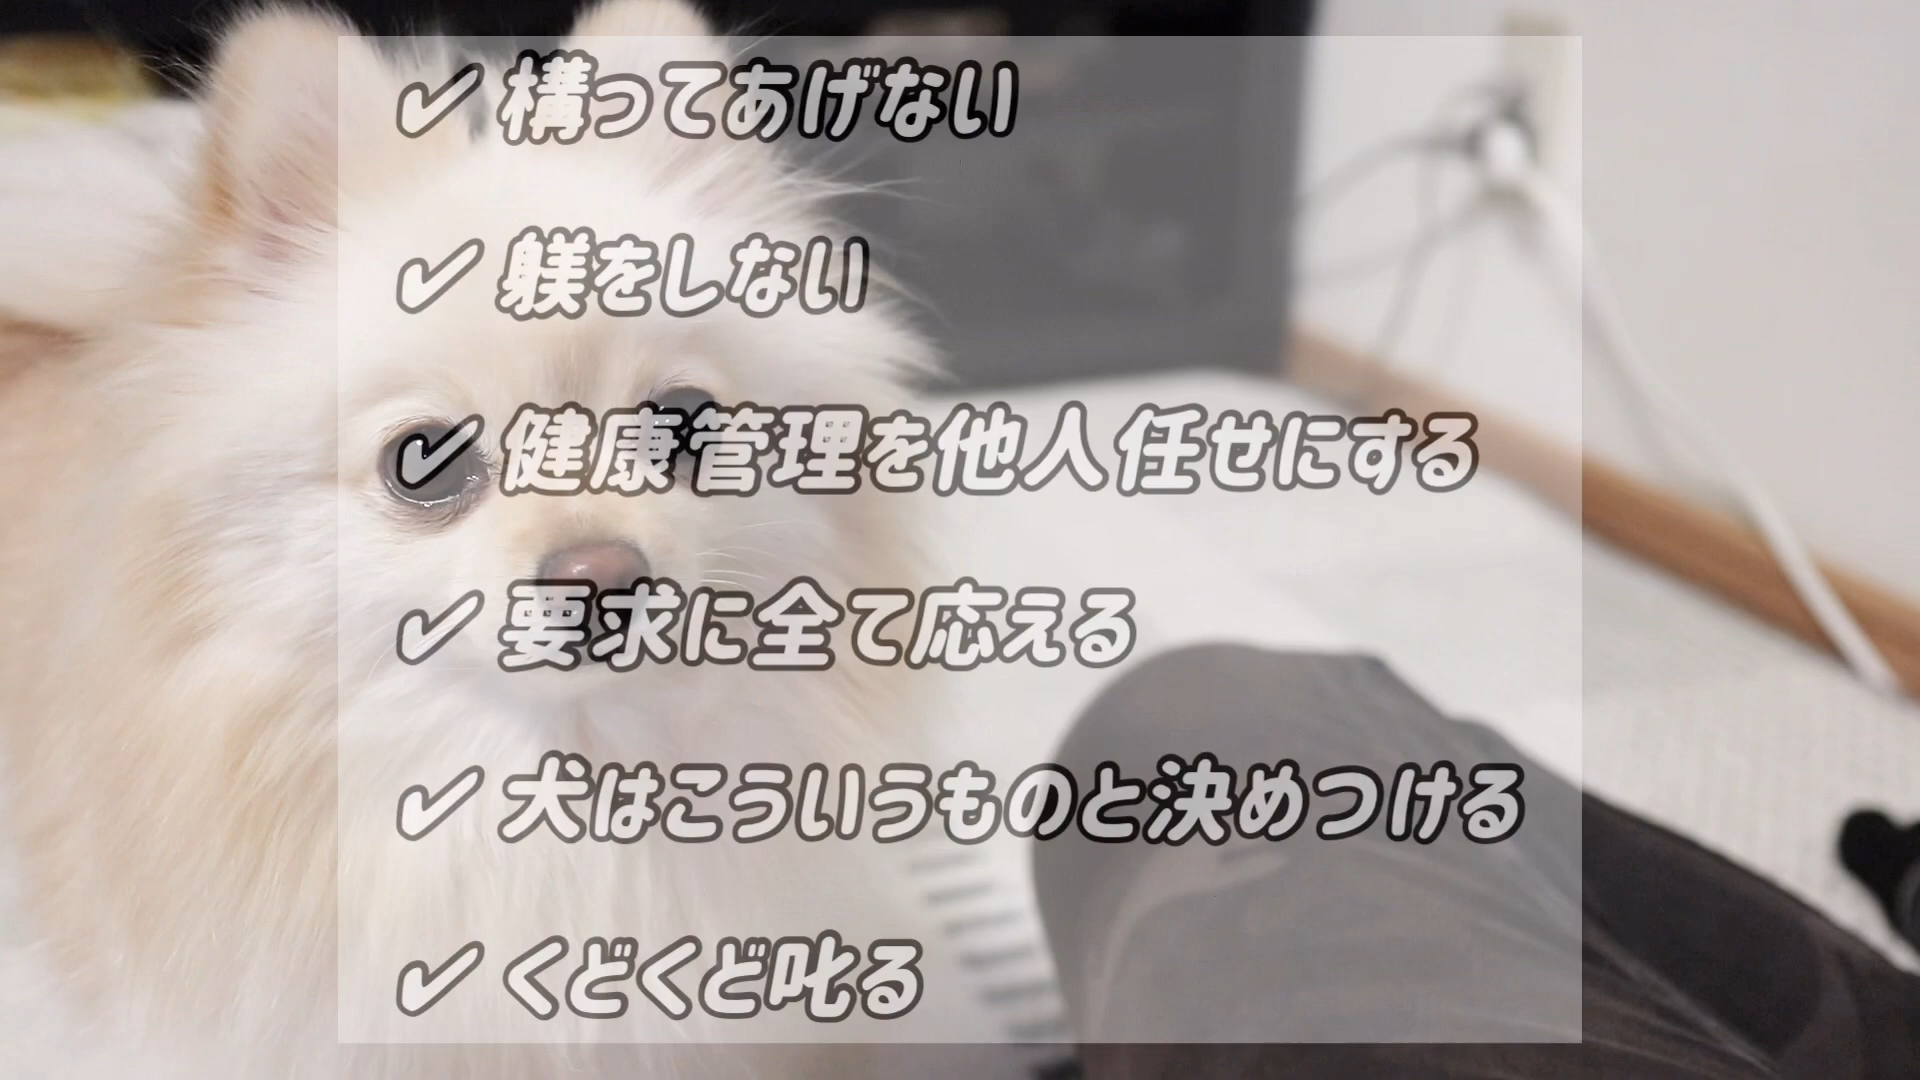 ✔ 構ってあげない
✔ 躾をしない
✔ 健康管理を他人任せにする
✔ 要求に全て応える
✔ 犬はこういうものと決めつける
✔ くどくど叱る